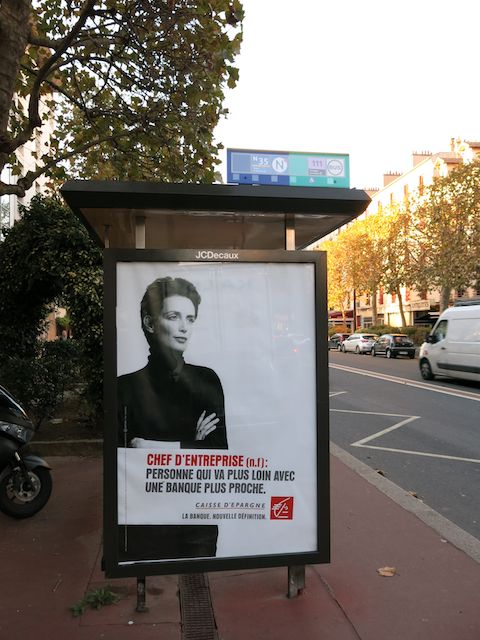 N35
N
111
JCDecaux
CHEF D'ENTREPRISE (n.f) :
PERSONNE QUI VA PLUS LOIN AVEC
UNE BANQUE PLUS PROCHE.
CAISSE D'EPARGNE
LA BANQUE. NOUVELLE DÉFINITION.